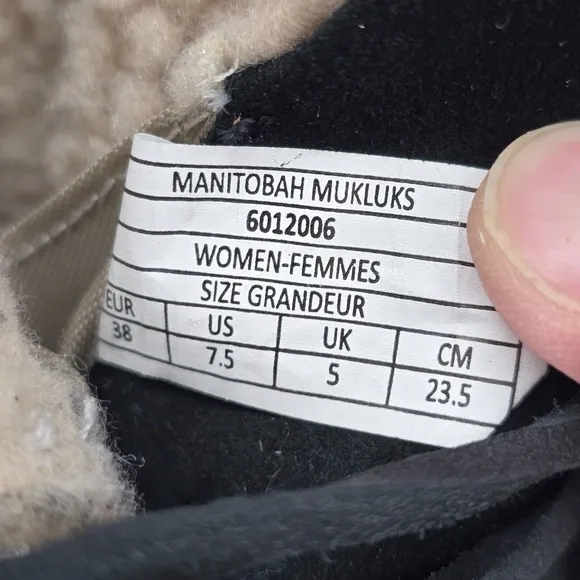 MANITOBAH MUKLUKS
6012006
WOMEN-FEMMES
SIZE GRANDEUR
EUR US UK CM
38 7.5 5 23.5